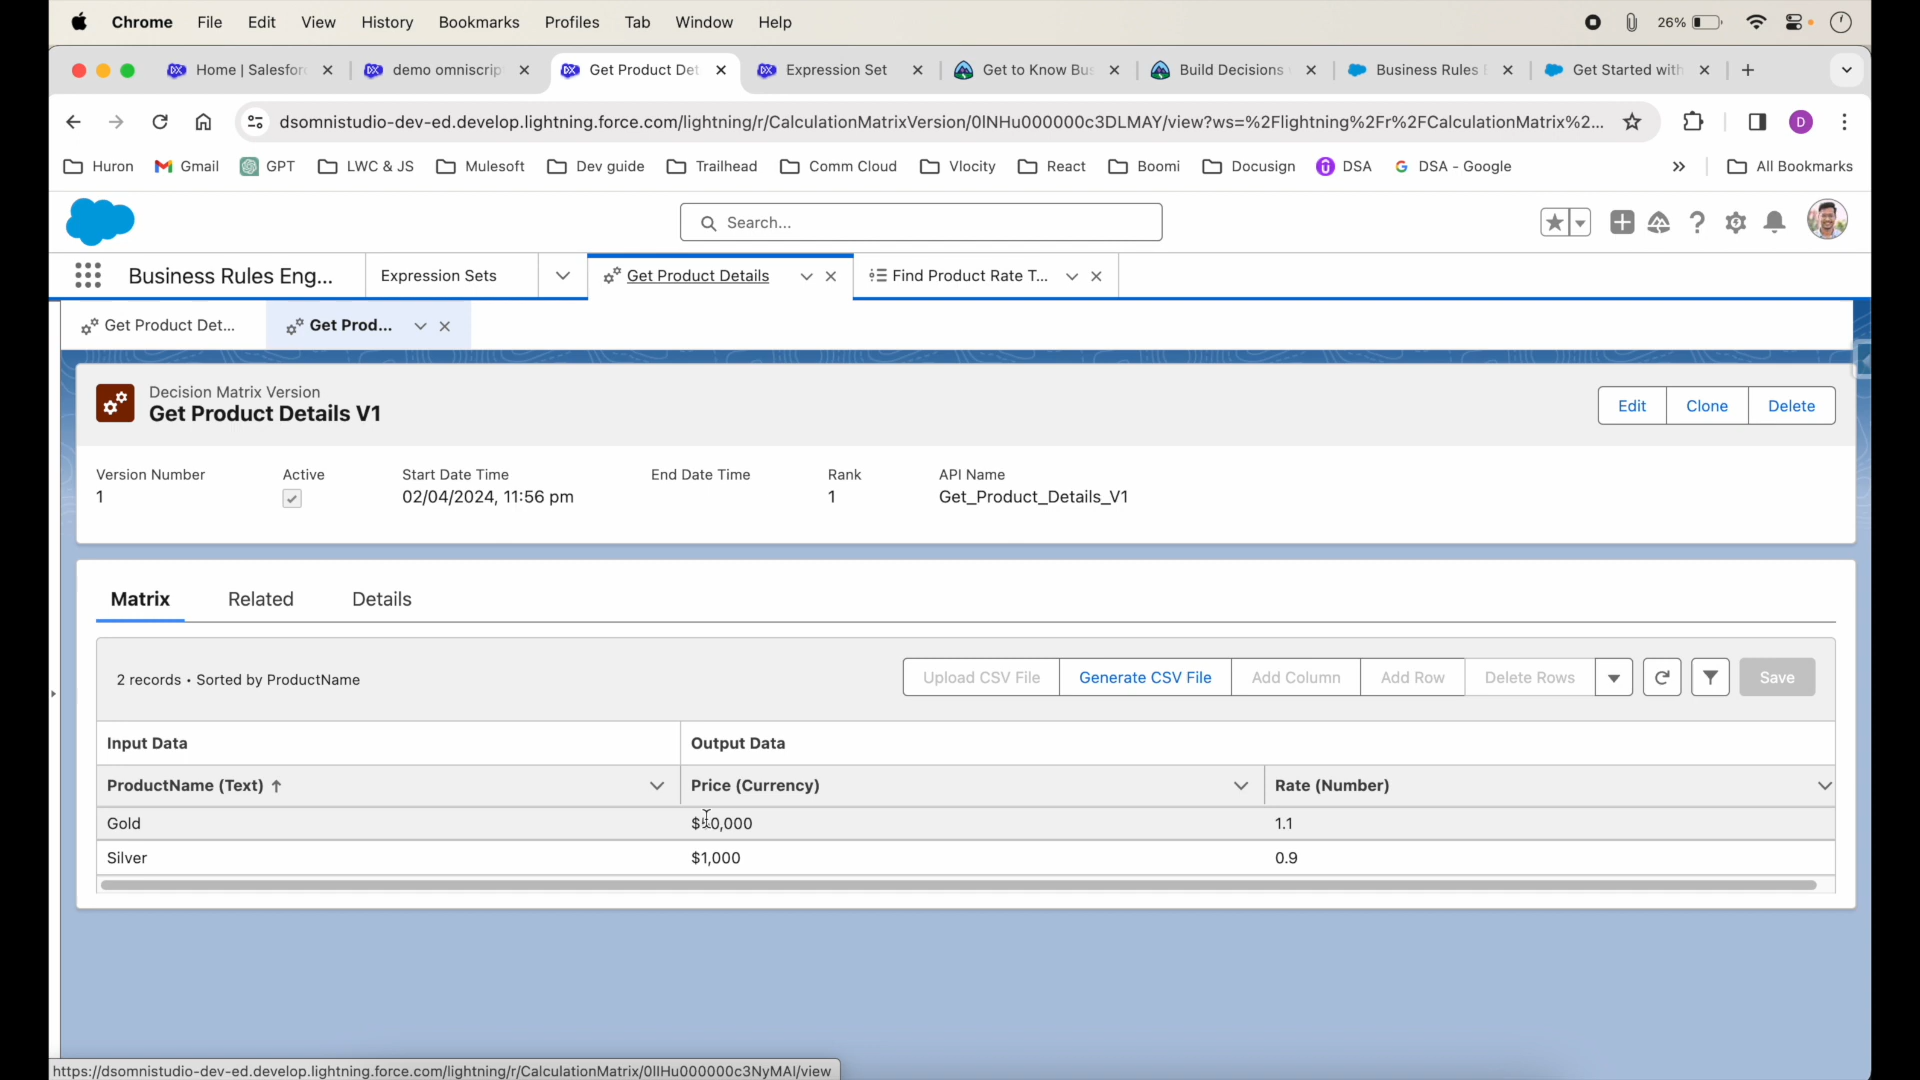 Chrome File Edit View History Bookmarks Profiles Tab Window Help 26%
Home | Salesforc demo omniscrip Get Product Det Expression Set Get to Know Bus Build Decisions Business Rules Get Started with
dsomnistudio-dev-ed.develop.lightning.force.com/lightning/r/CalculationMatrixVersion/0lNHu000000c3DLMAY/view?ws=%2Flightning%2Fr%2FCalculationMatrix%2... D
Huron Gmail GPT LWC & JS Mulesoft Dev guide Trailhead Comm Cloud Vlocity React Boomi Docusign DSA DSA - Google » All Bookmarks
Search...
Business Rules Eng... Expression Sets Get Product Details Find Product Rate T...
Get Product Det... Get Prod...
Decision Matrix Version
Get Product Details V1
Edit Clone Delete
Version Number Active Start Date Time End Date Time Rank API Name
1 02/04/2024, 11:56 pm 1 Get_Product_Details_V1
Matrix Related Details
2 records • Sorted by ProductName Upload CSV File Generate CSV File Add Column Add Row Delete Rows Save
Input Data Output Data
ProductName (Text) ↑ Price (Currency) Rate (Number)
Gold 1.1
Silver $1,000 0.9
https://dsomnistudio-dev-ed.develop.lightning.force.com/lightning/r/CalculationMatrix/0lIHu000000c3NyMAI/view